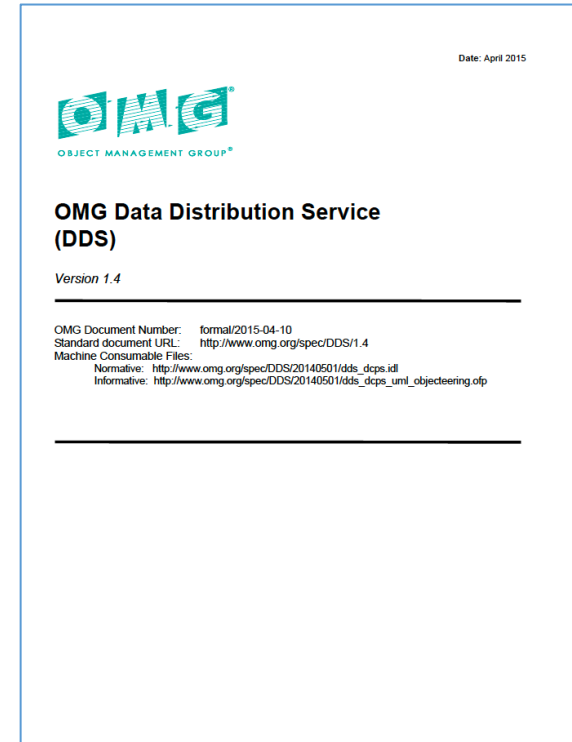 Date: April 2015
OMG®
OBJECT MANAGEMENT GROUP®
OMG Data Distribution Service
(DDS)
Version 1.4
OMG Document Number: formal/2015-04-10
Standard document URL: http://www.omg.org/spec/DDS/1.4
Machine Consumable Files:
Normative: http://www.omg.org/spec/DDS/20140501/dds_dcps.idl
Informative: http://www.omg.org/spec/DDS/20140501/dds_dcps_uml_objecteering.ofp